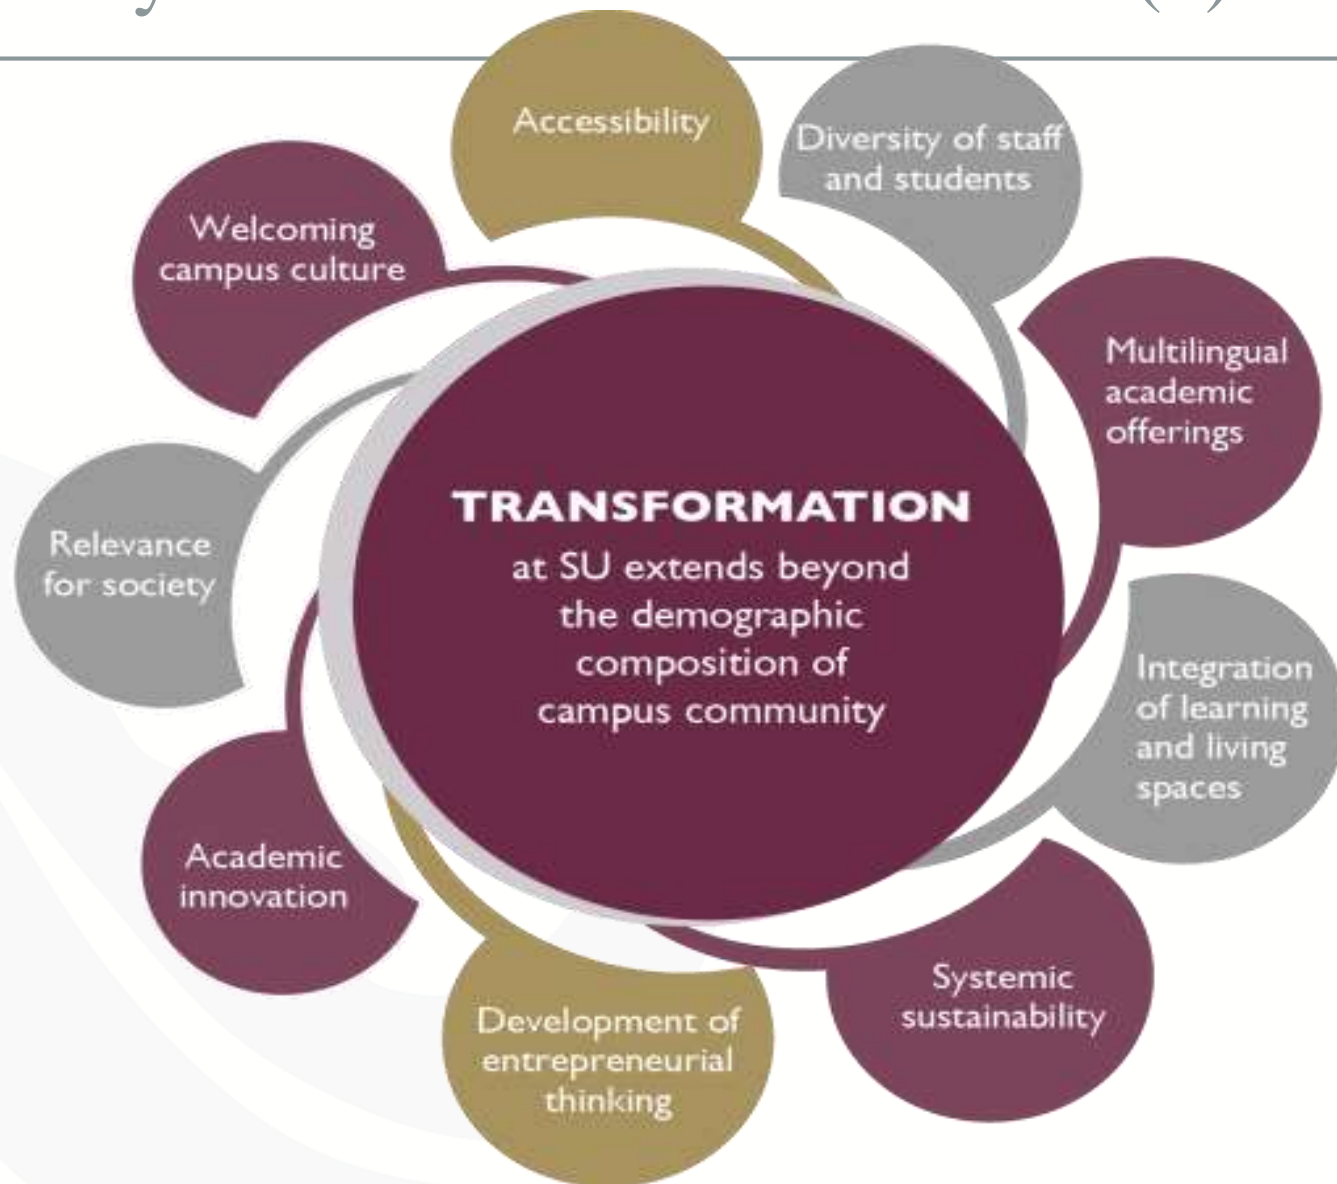 Accessibility
Diversity of staff
and students
Welcoming
campus culture
Multilingual
academic
offerings
TRANSFORMATION
at SU extends beyond
the demographic
composition of
campus community
Relevance
for society
Integration
of learning
and living
spaces
Academic
innovation
Systemic
sustainability
Development of
entrepreneurial
thinking